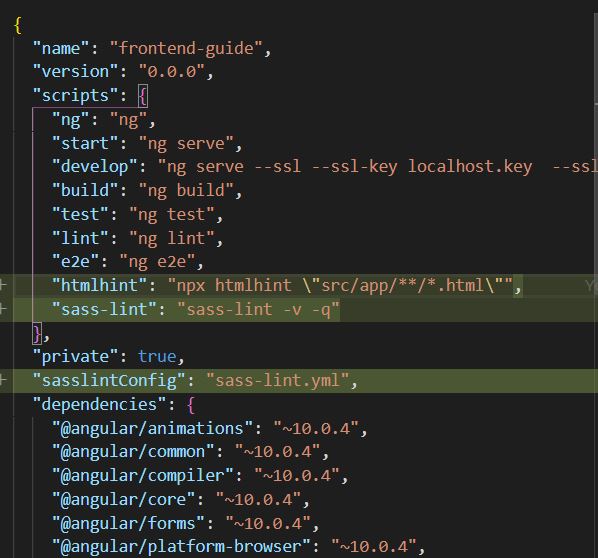 {
"name": "frontend-guide",
"version": "0.0.0",
"scripts": {
"ng": "ng",
"start": "ng serve",
"develop": "ng serve --ssl --ssl-key localhost.key  --ssl
"build": "ng build",
"test": "ng test",
"lint": "ng lint",
"e2e": "ng e2e",
"htmlhint": "npx htmlhint \"src/app/**/*.html\"",
"sass-lint": "sass-lint -v -q"
},
"private": true,
"sasslintConfig": "sass-lint.yml",
"dependencies": {
"@angular/animations": "~10.0.4",
"@angular/common": "~10.0.4",
"@angular/compiler": "~10.0.4",
"@angular/core": "~10.0.4",
"@angular/forms": "~10.0.4",
"@angular/platform-browser": "~10.0.4",